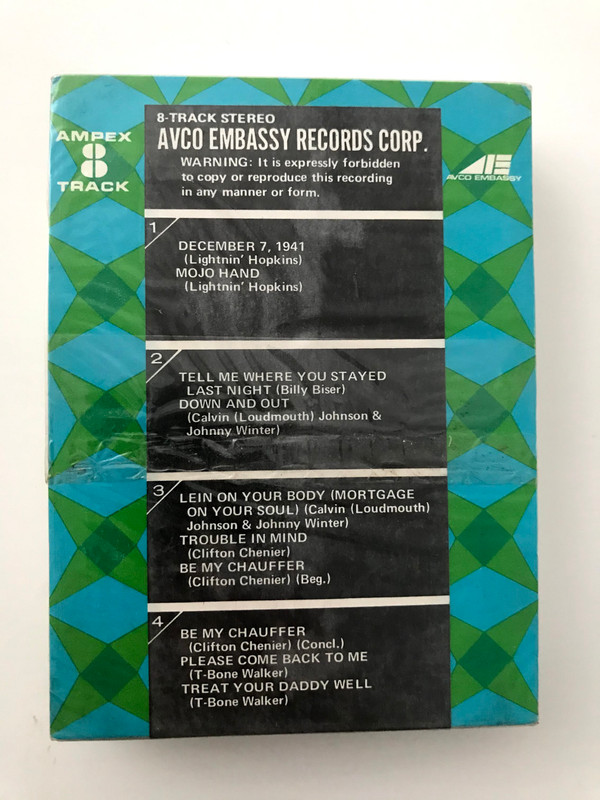 AMPEX
8
TRACK
8-TRACK STEREO
AVCO EMBASSY RECORDS CORP.
WARNING: It is expressly forbidden
to copy or reproduce this recording
in any manner or form.
AE
AVCO EMBASSY
1
DECEMBER 7, 1941
(Lightnin' Hopkins)
MOJO HAND
(Lightnin' Hopkins)
2
TELL ME WHERE YOU STAYED
LAST NIGHT (Billy Biser)
DOWN AND OUT
(Calvin (Loudmouth) Johnson &
Johnny Winter)
3
LEIN ON YOUR BODY (MORTGAGE
ON YOUR SOUL) (Calvin (Loudmouth)
Johnson & Johnny Winter)
TROUBLE IN MIND
(Clifton Chenier)
BE MY CHAUFFER
(Clifton Chenier) (Beg.)
4
BE MY CHAUFFER
(Clifton Chenier) (Concl.)
PLEASE COME BACK TO ME
(T-Bone Walker)
TREAT YOUR DADDY WELL
(T-Bone Walker)